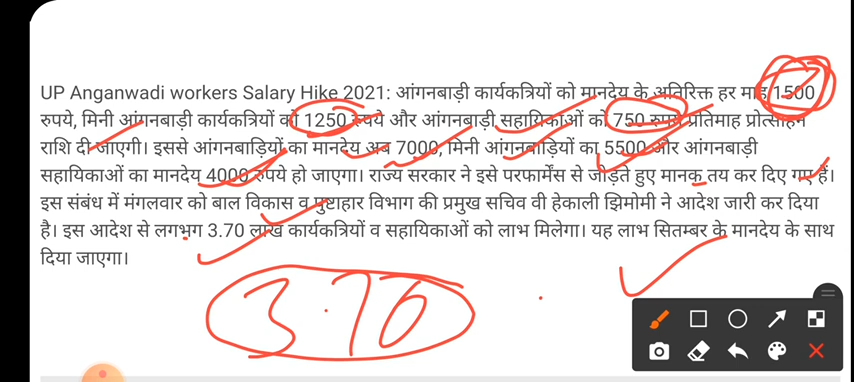 UP Anganwadi workers Salary Hike 2021: आंगनबाड़ी कार्यकत्रियों को मानदेय के अतिरिक्त हर माह 1500
रुपये, मिनी आंगनबाड़ी कार्यकत्रियों को 1250 रुपये और आंगनबाड़ी सहायिकाओं को 750 रुपये प्रतिमाह प्रोत्साहन
राशि दी जाएगी। इससे आंगनबाड़ियों का मानदेय अब 7000, मिनी आंगनबाड़ियों का 5500 और आंगनबाड़ी
सहायिकाओं का मानदेय 4000 रुपये हो जाएगा। राज्य सरकार ने इसे परफार्मेंस से जोड़ते हुए मानक तय कर दिए गए हैं।
इस संबंध में मंगलवार को बाल विकास व पुष्टाहार विभाग की प्रमुख सचिव वी हेकाली झिमोमी ने आदेश जारी कर दिया
है। इस आदेश से लगभग 3.70 लाख कार्यकत्रियों व सहायिकाओं को लाभ मिलेगा। यह लाभ सितम्बर के मानदेय के साथ
दिया जाएगा।
3.70